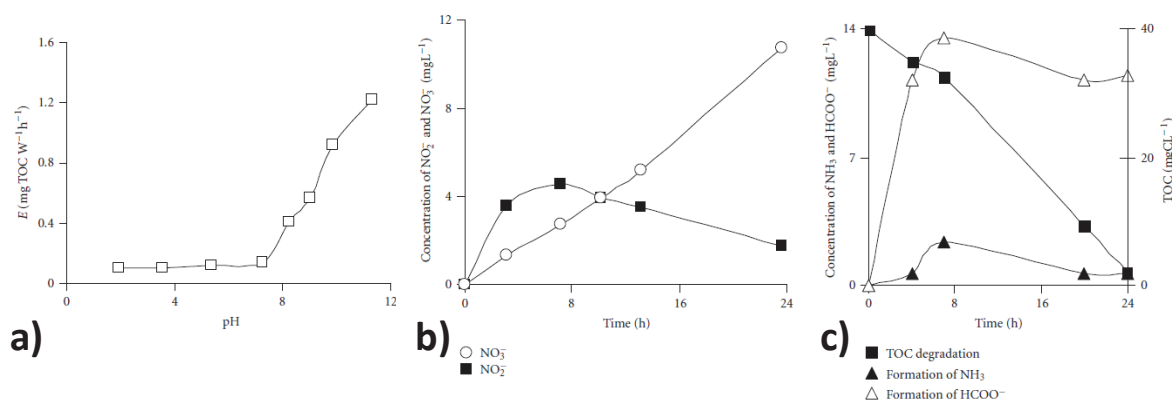 1.6
1.2
0.8
0.4
0
0
4
8
12
E (mg TOC W⁻¹h⁻¹)
pH
a)
12
8
4
0
0
8
16
24
Concentration of NO₂⁻ and NO₃⁻ (mgL⁻¹)
Time (h)
b)
NO₃⁻
NO₂⁻
14
7
0
0
8
16
24
40
20
0
Concentration of NH₃ and HCOO⁻ (mgL⁻¹)
TOC (mgCL⁻¹)
Time (h)
c)
TOC degradation
Formation of NH₃
Formation of HCOO⁻